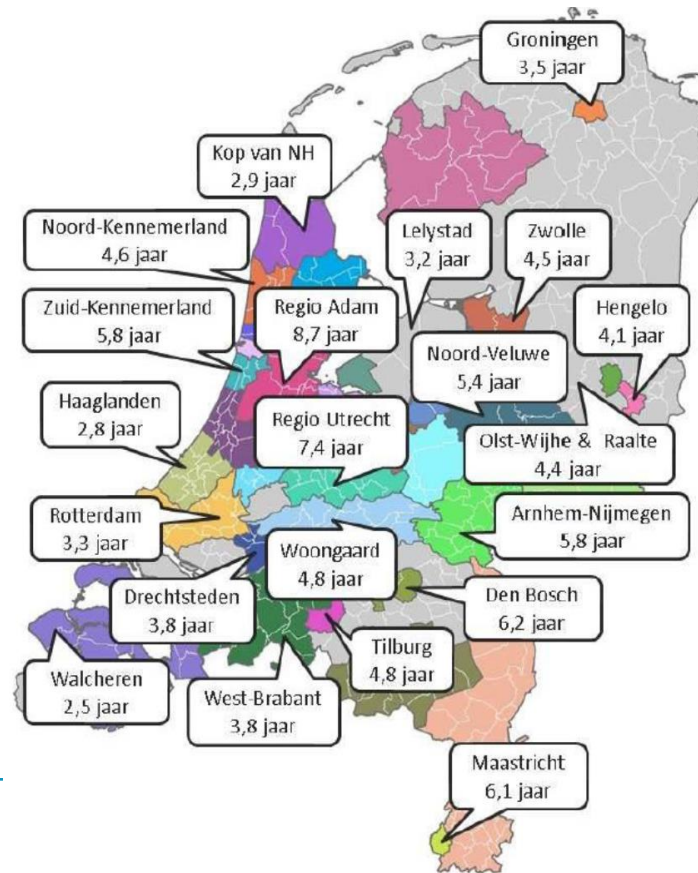 Groningen
3,5 jaar
Kop van NH
2,9 jaar
Noord-Kennemerland
4,6 jaar
Lelystad
3,2 jaar
Zwolle
4,5 jaar
Zuid-Kennemerland
5,8 jaar
Regio Adam
8,7 jaar
Hengelo
4,1 jaar
Noord-Veluwe
5,4 jaar
Haaglanden
2,8 jaar
Regio Utrecht
7,4 jaar
Olst-Wijhe & Raalte
4,4 jaar
Rotterdam
3,3 jaar
Arnhem-Nijmegen
5,8 jaar
Woongaard
4,8 jaar
Drechtsteden
3,8 jaar
Den Bosch
6,2 jaar
Tilburg
4,8 jaar
Walcheren
2,5 jaar
West-Brabant
3,8 jaar
Maastricht
6,1 jaar